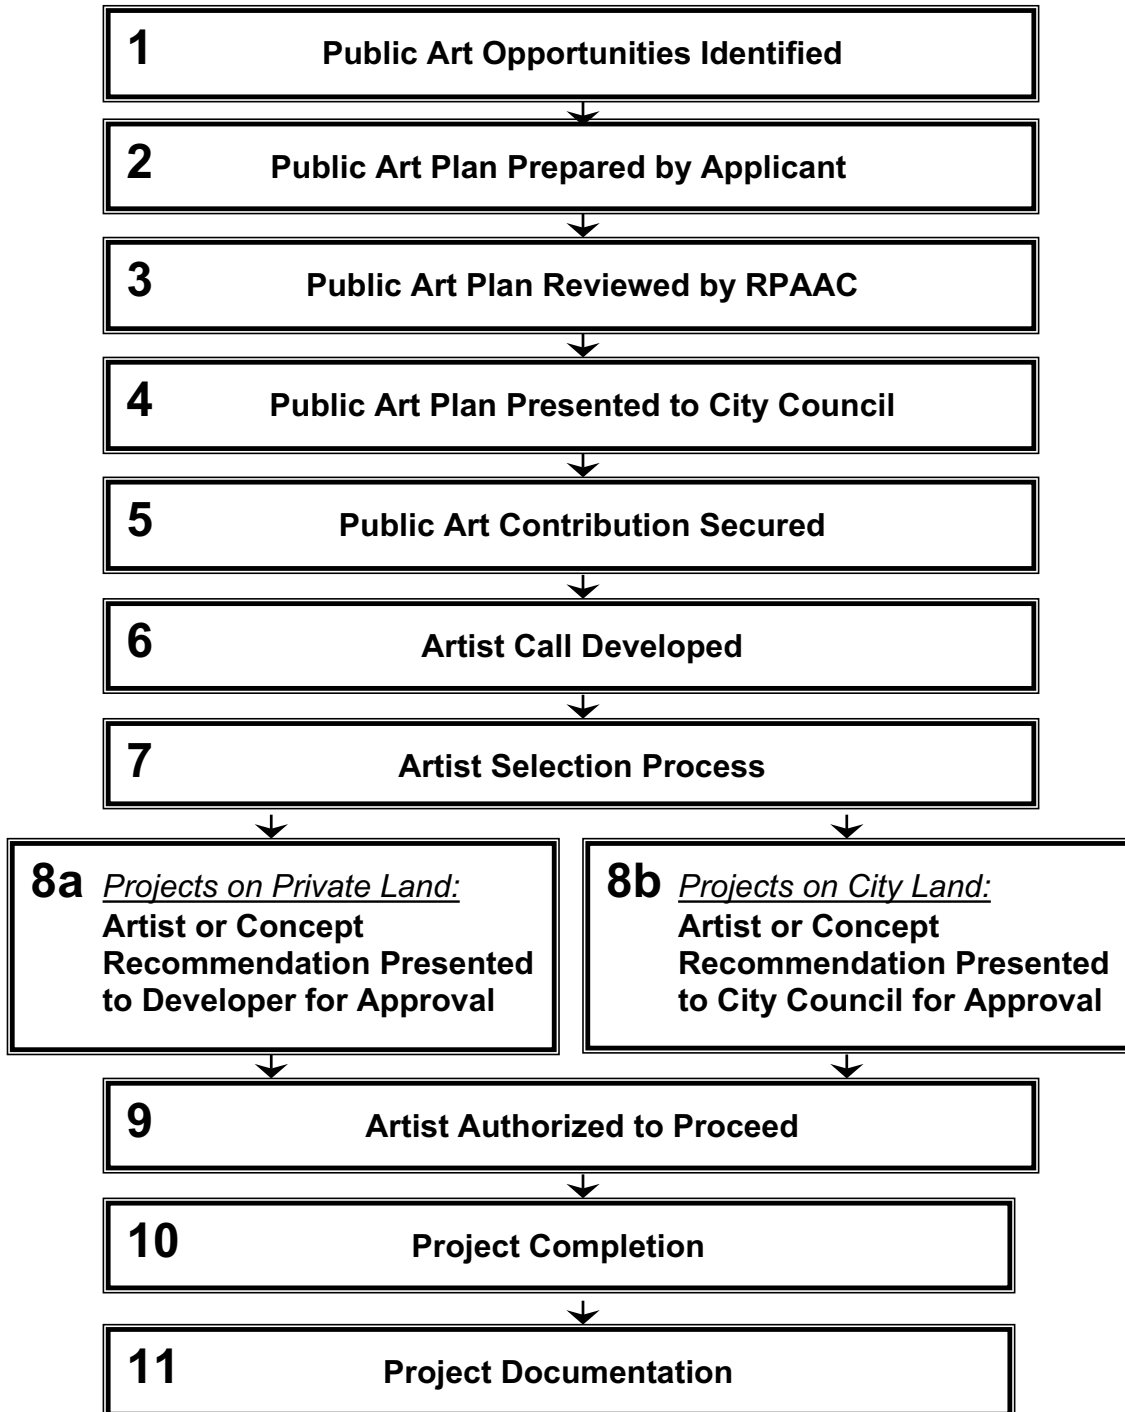 1 Public Art Opportunities Identified
2 Public Art Plan Prepared by Applicant
3 Public Art Plan Reviewed by RPAAC
4 Public Art Plan Presented to City Council
5 Public Art Contribution Secured
6 Artist Call Developed
7 Artist Selection Process
8a Projects on Private Land:
Artist or Concept
Recommendation Presented
to Developer for Approval
8b Projects on City Land:
Artist or Concept
Recommendation Presented
to City Council for Approval
9 Artist Authorized to Proceed
10 Project Completion
11 Project Documentation